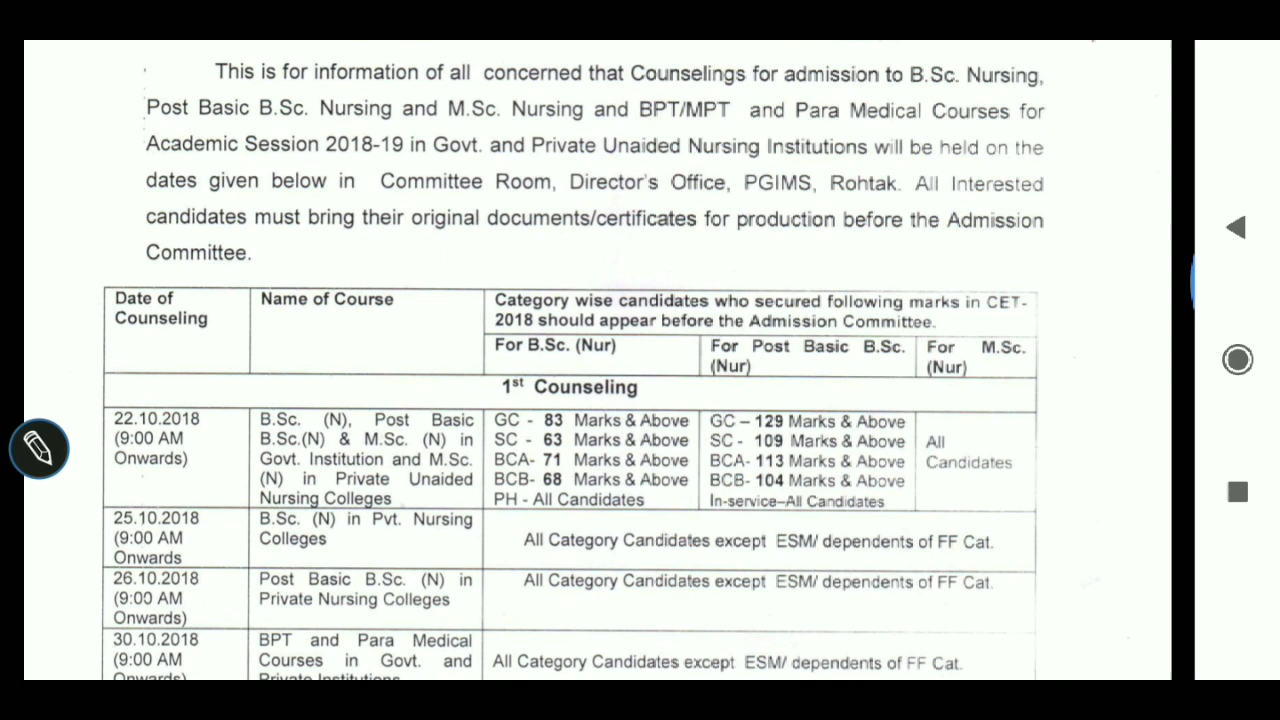 This is for information of all concerned that Counselings for admission to B.Sc. Nursing,
Post Basic B.Sc. Nursing and M.Sc. Nursing and BPT/MPT and Para Medical Courses for
Academic Session 2018-19 in Govt. and Private Unaided Nursing Institutions will be held on the
dates given below in Committee Room, Director's Office, PGIMS, Rohtak. All Interested
candidates must bring their original documents/certificates for production before the Admission
Committee.
Date of
Counseling
Name of Course
Category wise candidates who secured following marks in CET-
2018 should appear before the Admission Committee.
For B.Sc. (Nur)
For Post Basic B.Sc.
(Nur)
For M.Sc.
(Nur)
1st Counseling
22.10.2018
(9:00 AM
Onwards)
B.Sc. (N), Post Basic
B.Sc.(N) & M.Sc. (N) in
Govt. Institution and M.Sc.
(N) in Private Unaided
Nursing Colleges
GC - 83 Marks & Above
SC - 63 Marks & Above
BCA- 71 Marks & Above
BCB- 68 Marks & Above
PH - All Candidates
GC – 129 Marks & Above
SC - 109 Marks & Above
BCA- 113 Marks & Above
BCB- 104 Marks & Above
In-service–All Candidates
All
Candidates
25.10.2018
(9:00 AM
Onwards
B.Sc. (N) in Pvt. Nursing
Colleges
All Category Candidates except ESM/ dependents of FF Cat.
26.10.2018
(9:00 AM
Onwards)
Post Basic B.Sc. (N) in
Private Nursing Colleges
All Category Candidates except ESM/ dependents of FF Cat.
30.10.2018
(9:00 AM
Onwards)
BPT and Para Medical
Courses in Govt. and
Private Institutions
All Category Candidates except ESM/ dependents of FF Cat.